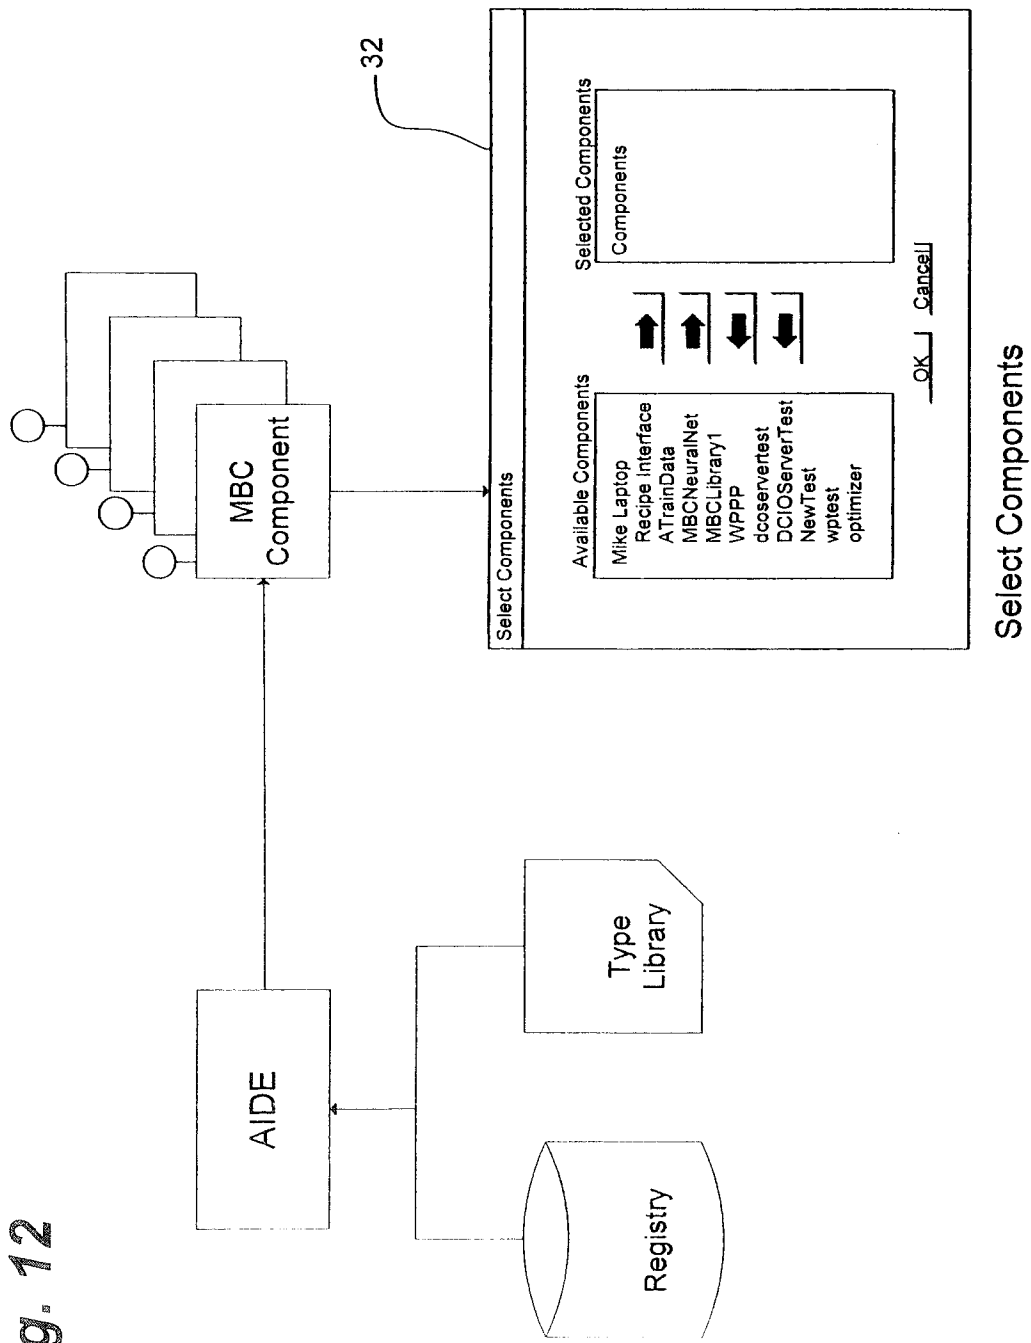 g. 12
AIDE
Registry
Type
Library
MBC
Component
32
Select Components
Available Components
Mike Laptop
Recipe Interface
ATrainData
MBCNeuralNet
MBCLibrary1
WPPP
dcoservertest
DCIOServerTest
NewTest
wptest
optimizer
Selected Components
Components
OK
Cancel
Select Components